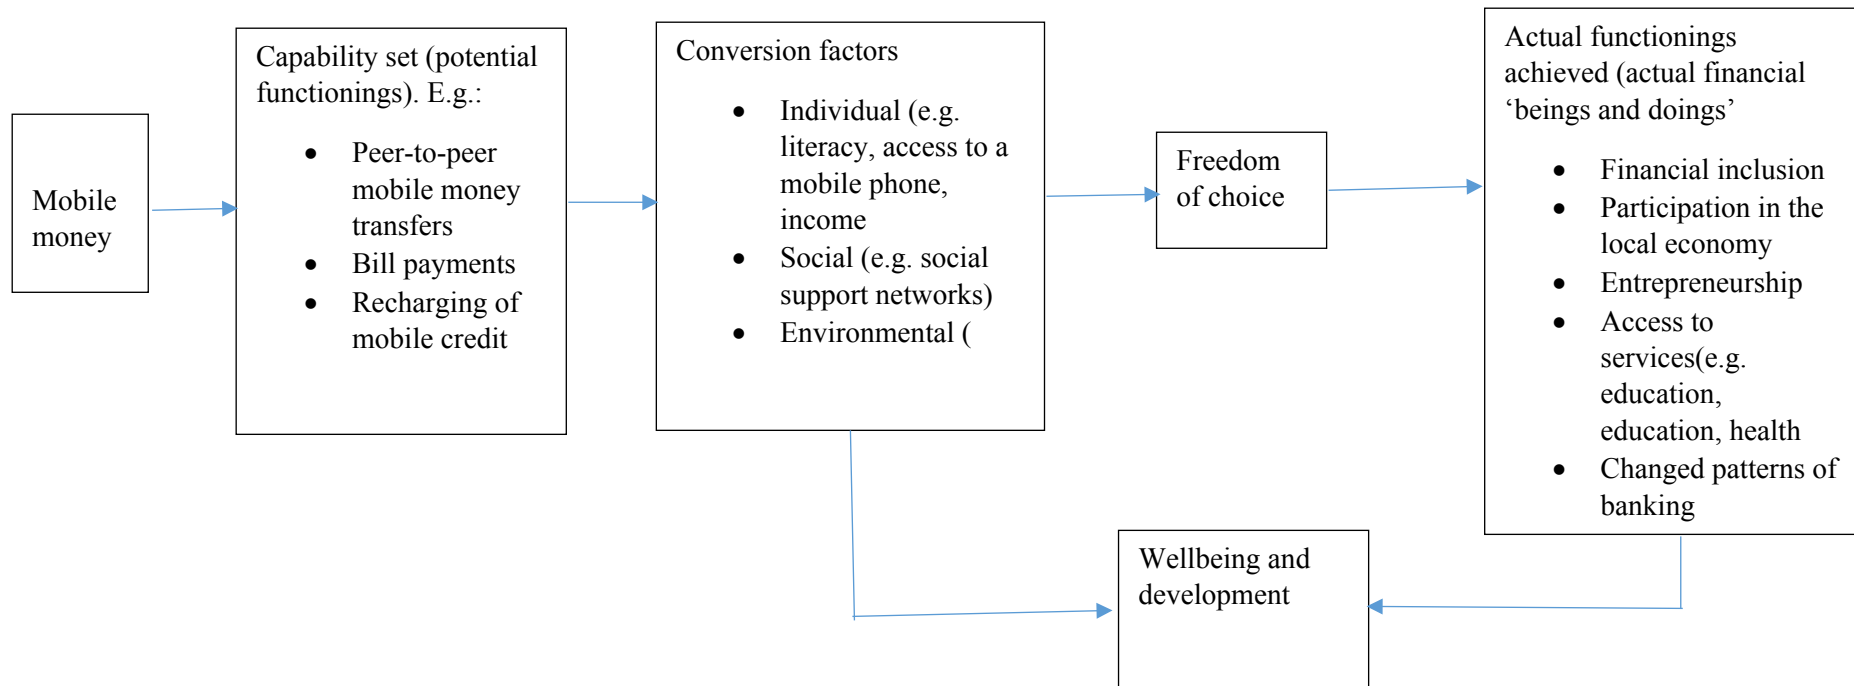 Mobile
money
Capability set (potential
functionings). E.g.:
• Peer-to-peer
mobile money
transfers
• Bill payments
• Recharging of
mobile credit
Conversion factors
• Individual (e.g.
literacy, access to a
mobile phone,
income
• Social (e.g. social
support networks)
• Environmental (
Freedom
of choice
Actual functionings
achieved (actual financial
‘beings and doings’
• Financial inclusion
• Participation in the
local economy
• Entrepreneurship
• Access to
services(e.g.
education,
education, health
• Changed patterns of
banking
Wellbeing and
development